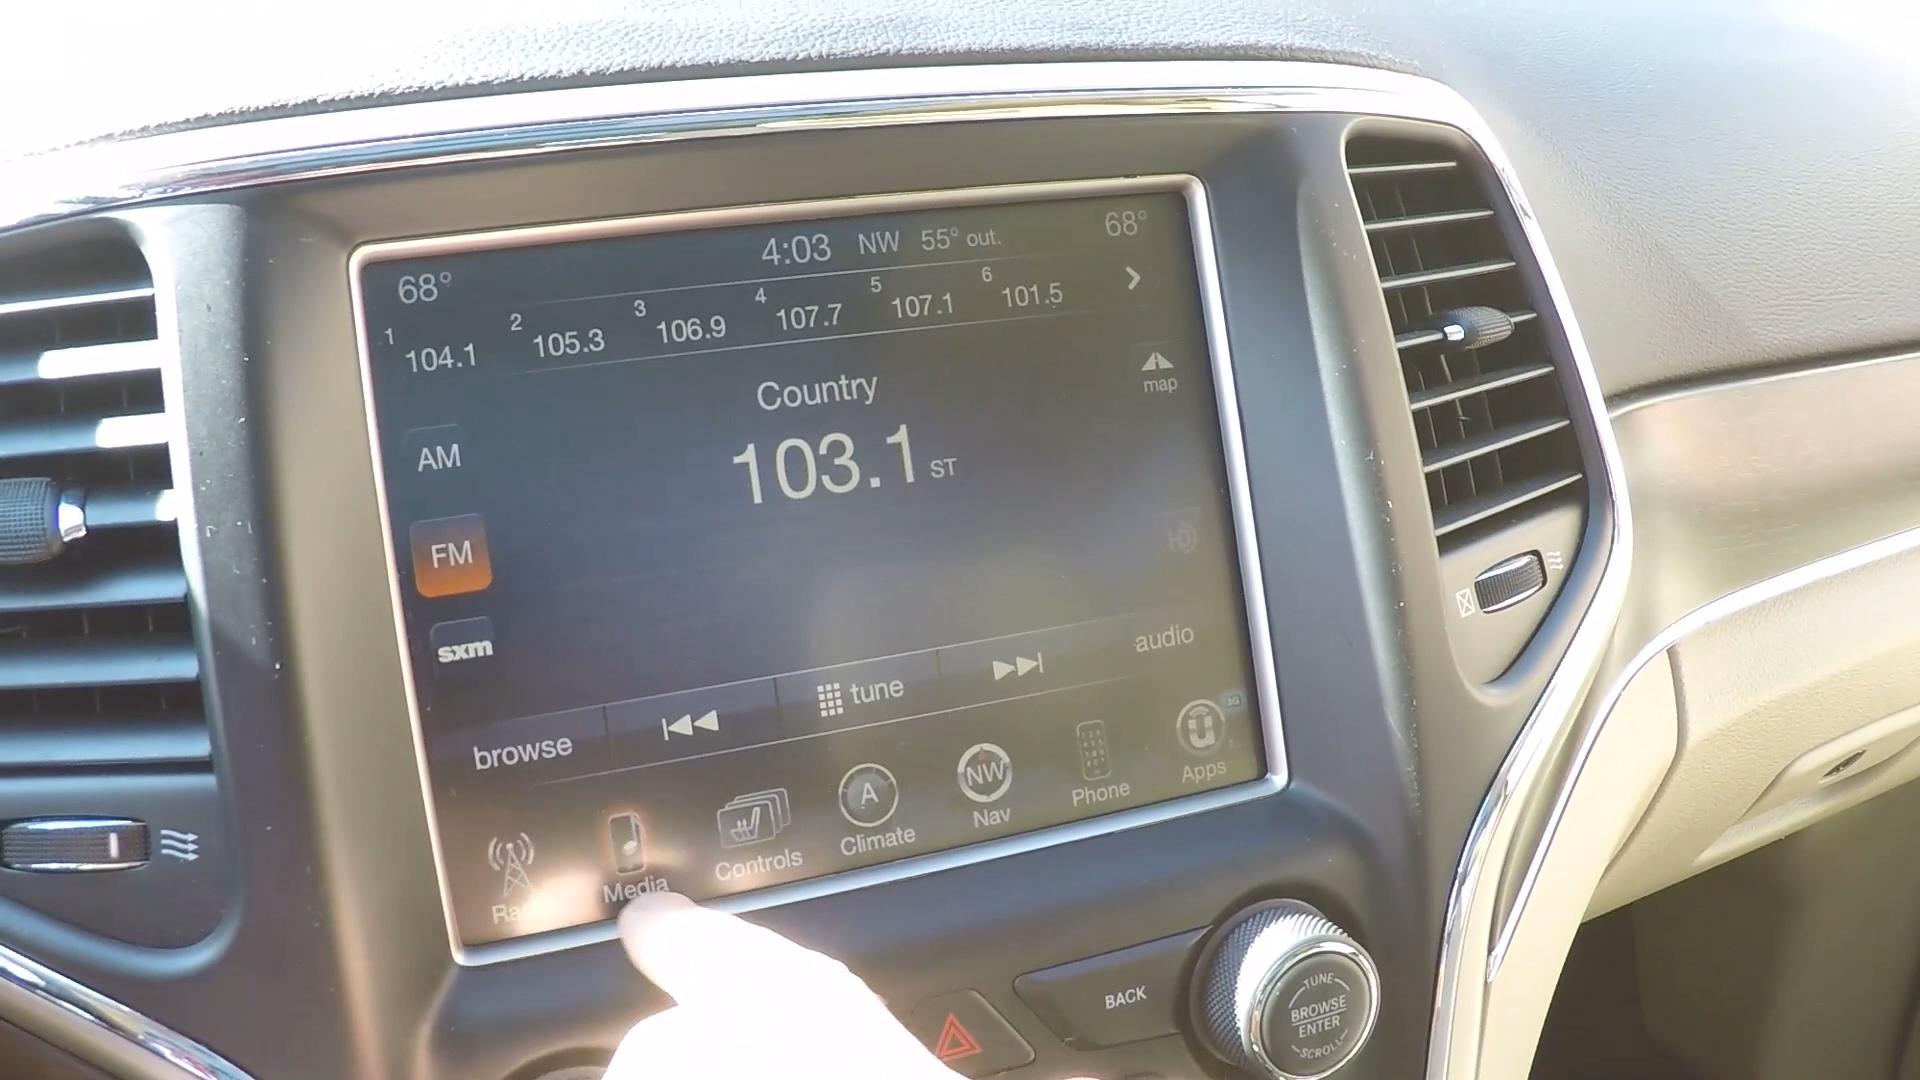 68° 4:03 NW 55° out. 68°
1 104.1 2 105.3 3 106.9 4 107.7 5 107.1 6 101.5
Country
map
103.1 ST
AM
FM
HD
sxm
browse tune audio
3G
Media Controls Climate Nav Phone Apps
A
NW
BACK
TUNE
BROWSE
ENTER
SCROLL